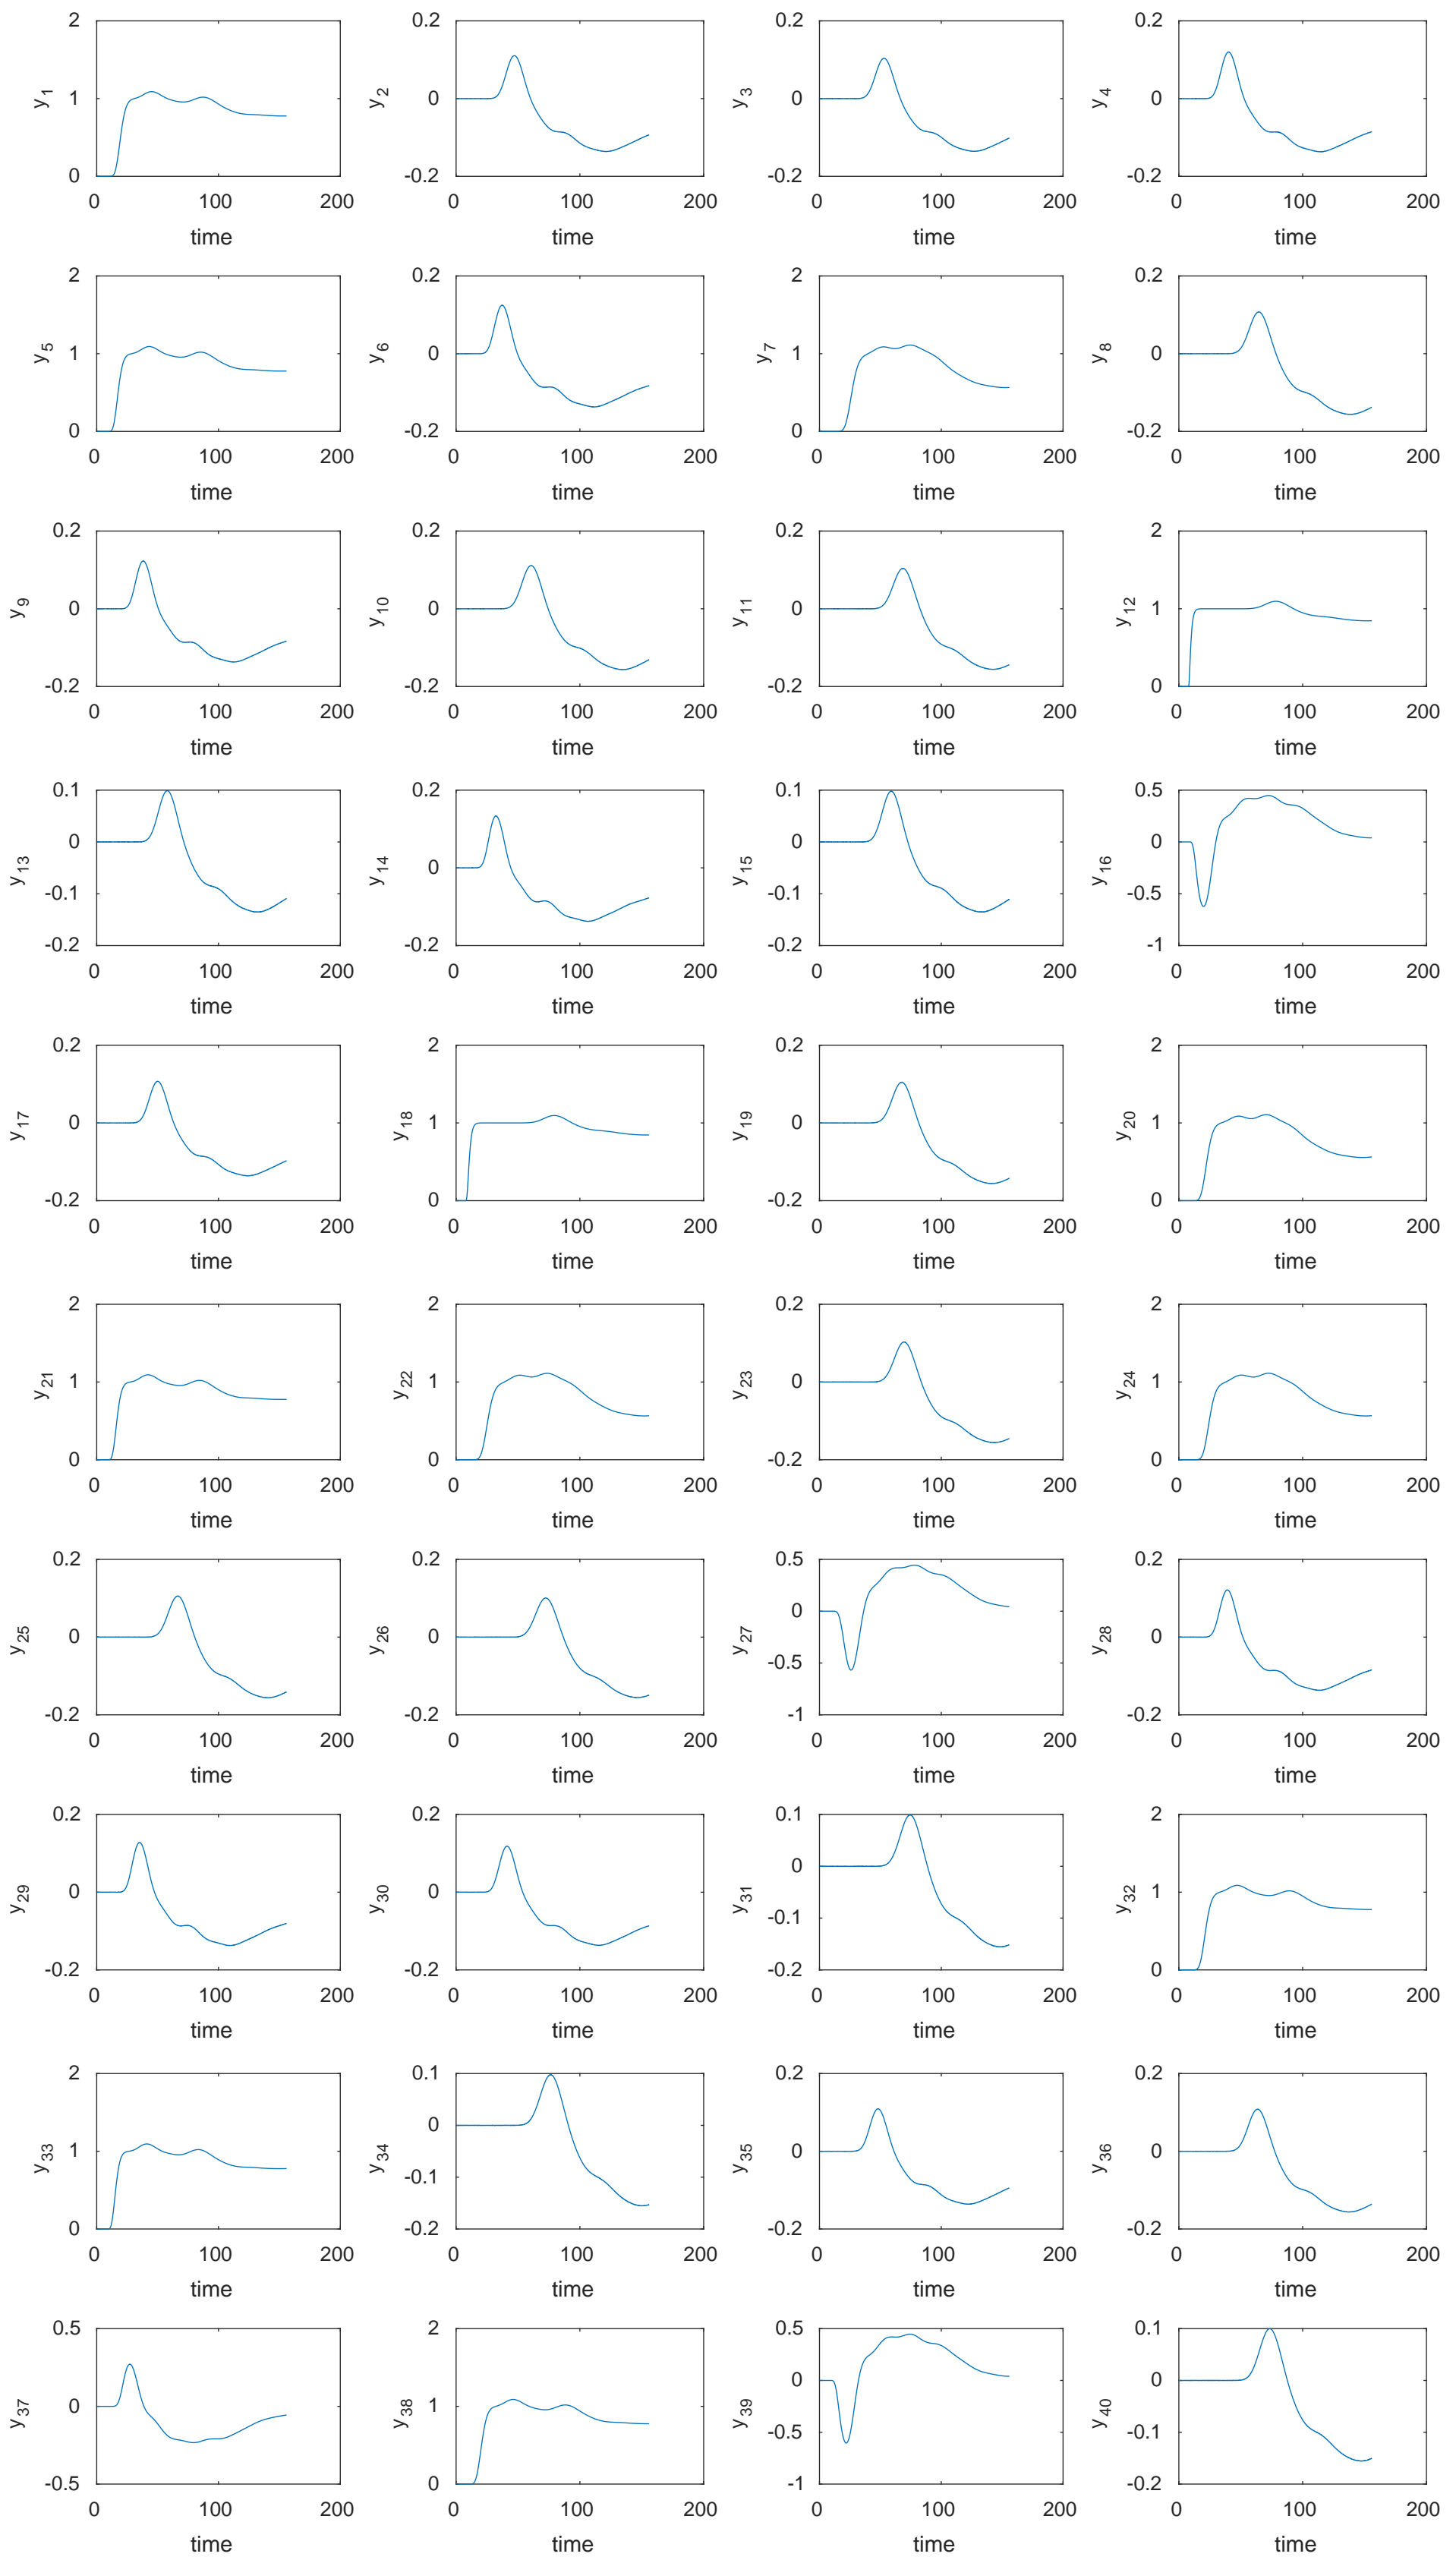 2 0.2 0.2 0.2
y1 1 y2 0 y3 0 y4 0
0 -0.2 -0.2 -0.2
0 100 200 0 100 200 0 100 200 0 100 200
time time time time
2 0.2 2 0.2
y5 1 y6 0 y7 1 y8 0
0 -0.2 0 -0.2
0 100 200 0 100 200 0 100 200 0 100 200
time time time time
0.2 0.2 0.2 2
y9 0 y10 0 y11 0 y12 1
-0.2 -0.2 -0.2 0
0 100 200 0 100 200 0 100 200 0 100 200
time time time time
0.1 0.2 0.1 0.5
0 0 0
y13 y14 0 y15 y16
-0.1 -0.1 -0.5
-0.2 -0.2 -0.2 -1
0 100 200 0 100 200 0 100 200 0 100 200
time time time time
0.2 2 0.2 2
y17 0 y18 1 y19 0 y20 1
-0.2 0 -0.2 0
0 100 200 0 100 200 0 100 200 0 100 200
time time time time
2 2 0.2 2
y21 1 y22 1 y23 0 y24 1
0 0 -0.2 0
0 100 200 0 100 200 0 100 200 0 100 200
time time time time
0.2 0.2 0.5 0.2
0
y25 0 y26 0 y27 y28 0
-0.5
-0.2 -0.2 -1 -0.2
0 100 200 0 100 200 0 100 200 0 100 200
time time time time
0.2 0.2 0.1 2
0
y29 0 y30 0 y31 y32 1
-0.1
-0.2 -0.2 -0.2 0
0 100 200 0 100 200 0 100 200 0 100 200
time time time time
2 0.1 0.2 0.2
0
y33 1 y34 y35 0 y36 0
-0.1
0 -0.2 -0.2 -0.2
0 100 200 0 100 200 0 100 200 0 100 200
time time time time
0.5 2 0.5 0.1
0 0
y37 0 y38 1 y39 y40
-0.5 -0.1
-0.5 0 -1 -0.2
0 100 200 0 100 200 0 100 200 0 100 200
time time time time